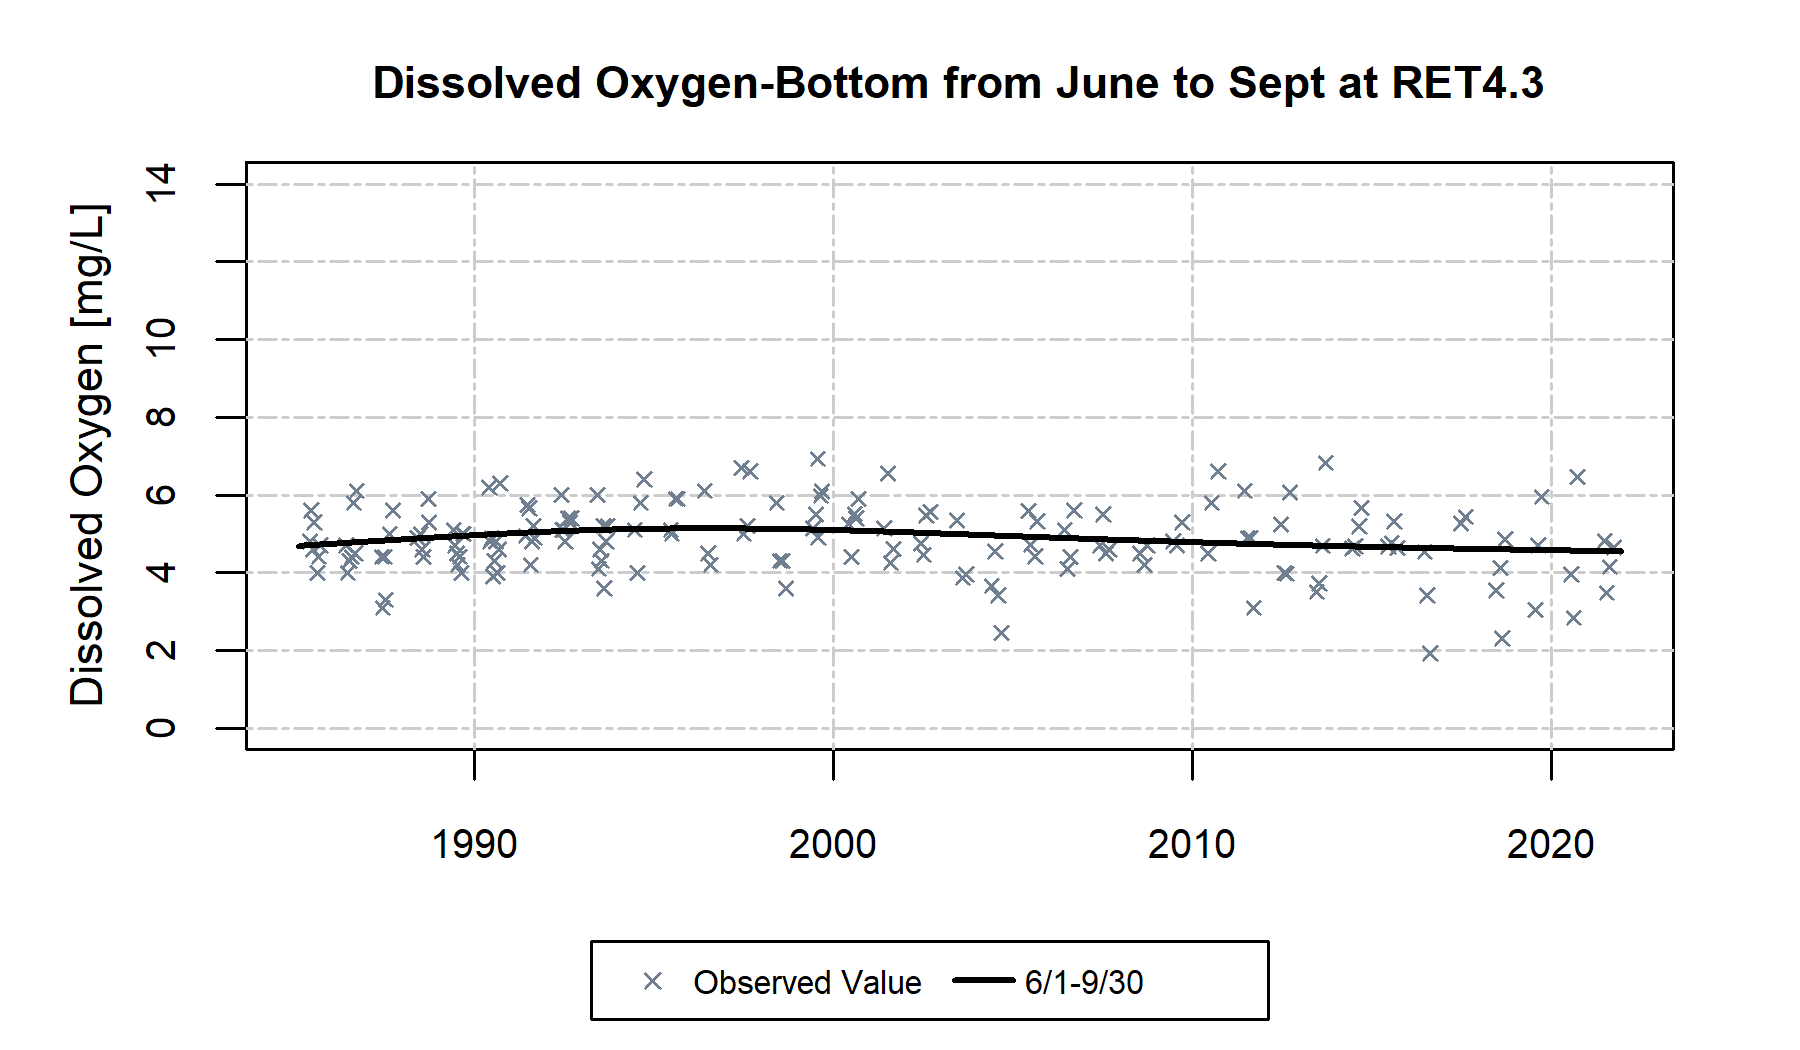 Dissolved Oxygen-Bottom from June to Sept at RET4.3
Dissolved Oxygen [mg/L]
14
10
8
6
4
2
0
1990 2000 2010 2020
Observed Value 6/1-9/30